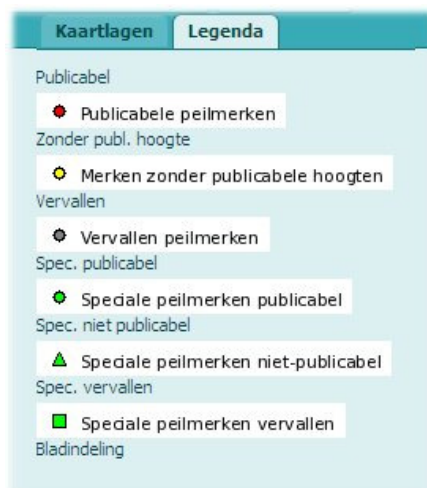 Kaartlagen Legenda
Publicabel
Publicabele peilmerken
Zonder publ. hoogte
Merken zonder publicabele hoogten
Vervallen
Vervallen peilmerken
Spec. publicabel
Speciale peilmerken publicabel
Spec. niet publicabel
Speciale peilmerken niet-publicabel
Spec. vervallen
Speciale peilmerken vervallen
Bladindeling